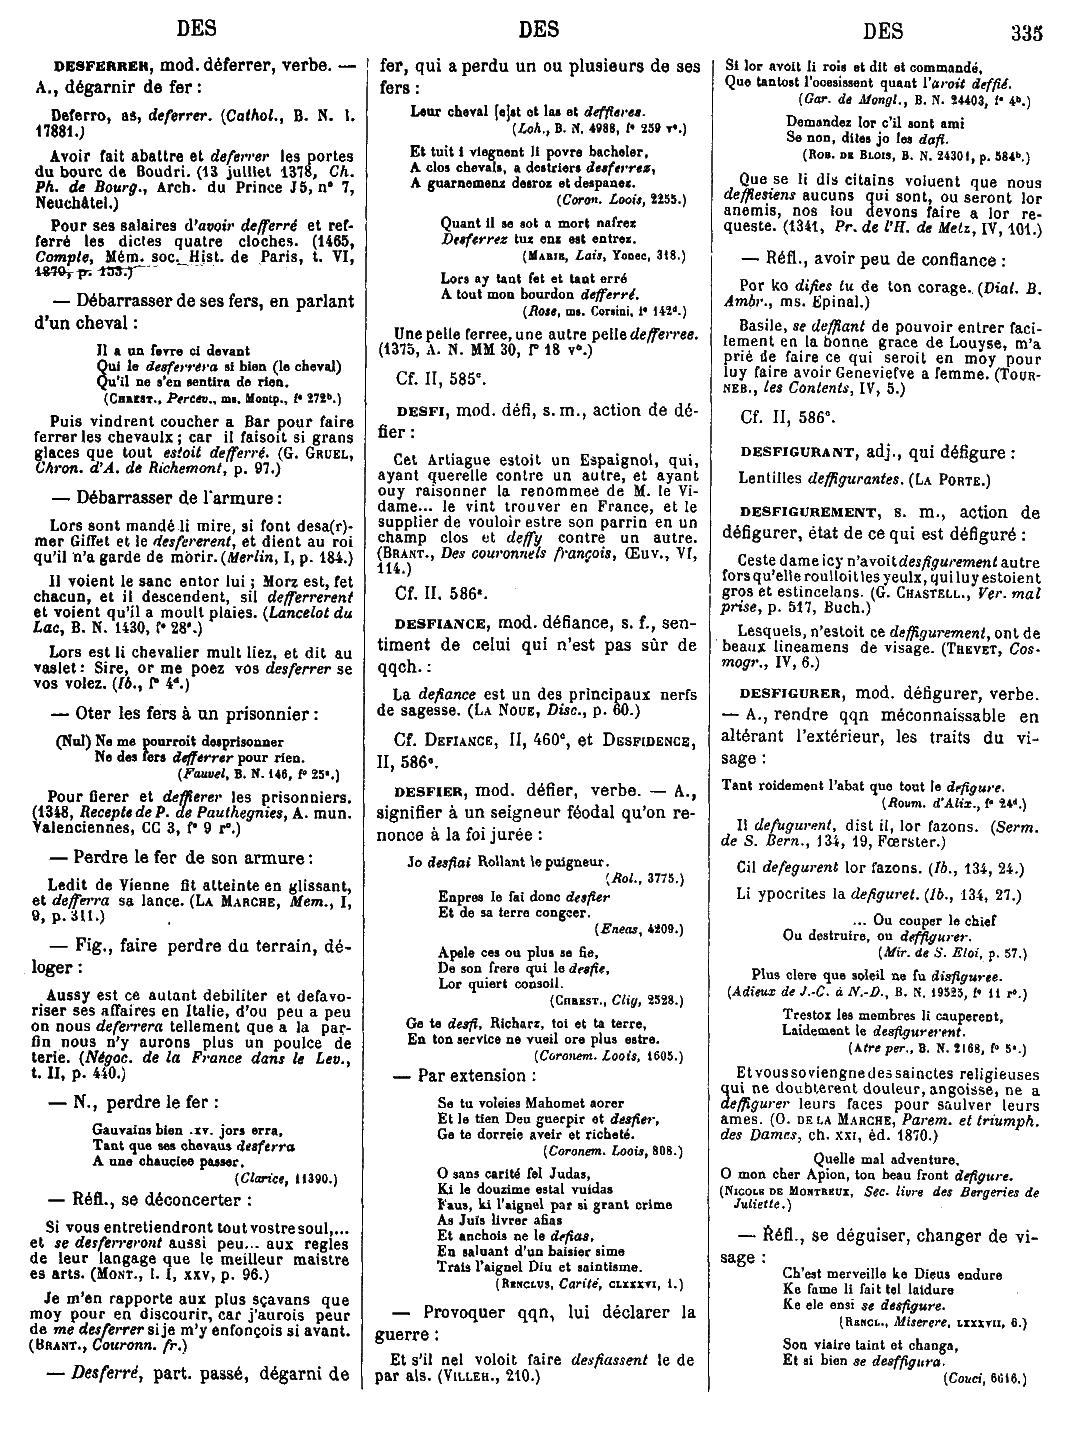 DES
DES
DES
335
DESFERRER, mod. déferrer, verbe. —
A., dégarnir de fer :
Deferro, as, deferrer. (Cathol., B. N. l.
17881.)
Avoir fait abattre et deferrer les portes
du bourc de Boudri. (13 juillet 1378, Ch.
Ph. de Bourg., Arch. du Prince J5, n° 7,
Neuchâtel.)
Pour ses salaires d'avoir defferré et ref-
ferré les dictes quatre cloches. (1465,
Compte, Mém. soc. Hist. de Paris, t. VI,
1879, p. 153.)
— Débarrasser de ses fers, en parlant
d'un cheval :
Il a un fevre ci devant
Qui le desferrera si bien (le cheval)
Qu'il ne s'en sentira de rien.
(CHREST., Percev., ms. Montp., f° 272ᵇ.)
Puis vindrent coucher a Bar pour faire
ferrer les chevaulx ; car il faisoit si grans
glaces que tout estoit defferré. (G. GRUEL,
Chron. d'A. de Richemont, p. 97.)
— Débarrasser de l'armure :
Lors sont mandé li mire, si font desa(r)-
mer Giffet et le desfererent, et dient au roi
qu'il n'a garde de morir. (Merlin, I, p. 184.)
Il voient le sanc entor lui ; Morz est, fet
chacun, et il descendent, sil defferrerent
et voient qu'il a moult plaies. (Lancelot du
Lac, B. N. 1430, f° 28ᵉ.)
Lors est li chevalier mult liez, et dit au
vaslet : Sire, or me poez vos desferrer se
vos volez. (Ib., f° 4ᵈ.)
— Oter les fers à un prisonnier :
(Nul) Ne me pourroit desprisonner
Ne des fers defferrer pour rien.
(Fauvel, B. N. 146, f° 25ᵃ.)
Pour fierer et deffierer les prisonniers.
(1348, Recepte de P. de Pauthegnies, A. mun.
Valenciennes, CC 3, f° 9 r°.)
— Perdre le fer de son armure :
Ledit de Vienne fit atteinte en glissant,
et defferra sa lance. (LA MARCHE, Mem., I,
9, p. 311.)
— Fig., faire perdre du terrain, dé-
loger :
Aussy est ce autant debiliter et defavo-
riser ses affaires en Italie, d'ou peu a peu
on nous deferrera tellement que a la par-
fin nous n'y aurons plus un poulce de
terie. (Négoc. de la France dans le Lev.,
t. II, p. 440.)
— N., perdre le fer :
Gauvains bien .xv. jors erra,
Tant que ses chevaus desferra
A une chauciee passer.
(Clarice, 11390.)
— Réfl., se déconcerter :
Si vous entretiendront tout vostre soul,...
et se desferreront aussi peu... aux regles
de leur langage que le meilleur maistre
es arts. (MONT., l. I, XXV, p. 96.)
Je m'en rapporte aux plus sçavans que
moy pour en discourir, car j'aurois peur
de me desferrer si je m'y enfonçois si avant.
(BRANT., Couronn. fr.)
— Desferré, part. passé, dégarni de
fer, qui a perdu un ou plusieurs de ses
fers :
Leur cheval [e]st ot las et deffieres.
(Loh., B. N. 4988, f° 259 v°.)
Et tuit i viegnent li povre bacheler,
A clos chevals, a destriers desferrez,
A guarnemenz desroz et despanez.
(Coron. Loois, 2255.)
Quant il se sot a mort nafrez
Desferrez tuz enz est entrez.
(MARIE, Lais, Yonec, 318.)
Lors ay tant fet et tant erré
A tout mon bourdon defferré.
(Rose, ms. Corsini, f° 142ᵈ.)
Une pelle ferree, une autre pelle defferree.
(1375, A. N. MM 30, f° 18 v°.)
Cf. II, 585ᶜ.
DESFI, mod. défi, s. m., action de dé-
fier :
Cet Artiague estoit un Espaignol, qui,
ayant querelle contre un autre, et ayant
ouy raisonner la renommee de M. le Vi-
dame... le vint trouver en France, et le
supplier de vouloir estre son parrin en un
champ clos et deffy contre un autre.
(BRANT., Des couronnels françois, Œuv., VI,
114.)
Cf. II, 586ᵃ.
DESFIANCE, mod. défiance, s. f., sen-
timent de celui qui n'est pas sûr de
qqch. :
La defiance est un des principaux nerfs
de sagesse. (LA NOUE, Disc., p. 60.)
Cf. DEFIANCE, II, 460ᶜ, et DESFIDENCE,
II, 586ᵃ.
DESFIER, mod. défier, verbe. — A.,
signifier à un seigneur féodal qu'on re-
nonce à la foi jurée :
Jo desfiai Rollant le puigneur.
(Rol., 3775.)
Enpres le fai donc desfier
Et de sa terre congeer.
(Eneas, 4209.)
Apele ces ou plus se fie,
De son frere qui le desfie,
Lor quiert consoil.
(CHREST., Clig, 2528.)
Ge te desfi, Richarz, toi et ta terre,
En ton service ne vueil ore plus estre.
(Coronem. Loois, 1605.)
— Par extension :
Se tu voleies Mahomet aorer
Et le tien Deu guerpir et desfier,
Ge te dorreie aveir et richeté.
(Coronem. Loois, 808.)
O sans carité fel Judas,
Ki le douzime estal vuidas
Faus, ki l'aignel par si grant crime
As Juis livrer afias
Et anchois ne le defias,
En saluant d'un baisier sime
Trais l'aignel Diu et saintisme.
(RENCLUS, Carité, CLXXXVI, 1.)
— Provoquer qqn, lui déclarer la
guerre :
Et s'il nel voloit faire desfiassent le de
par als. (VILLEH., 210.)
Si lor avoit li rois et dit et commandé,
Que tantost l'ocesissent quant l'aroit deffié.
(Gar. de Mongl., B. N. 24403, f° 4ᵇ.)
Demandez lor c'il sont ami
Se non, dites jo les dafi.
(ROB. DE BLOIS, B. N. 24301, p. 584ᵇ.)
Que se li dis citains voluent que nous
deffiesiens aucuns qui sont, ou seront lor
anemis, nos lou devons faire a lor re-
queste. (1341, Pr. de l'H. de Metz, IV, 101.)
— Réfl., avoir peu de confiance :
Por ko difies tu de ton corage. (Dial. B.
Ambr., ms. Epinal.)
Basile, se deffiant de pouvoir entrer faci-
lement en la bonne grace de Louyse, m'a
prié de faire ce qui seroit en moy pour
luy faire avoir Geneviefve a femme. (TOUR-
NEB., les Contents, IV, 5.)
Cf. II, 586ᶜ.
DESFIGURANT, adj., qui défigure :
Lentilles deffigurantes. (LA PORTE.)
DESFIGUREMENT, s. m., action de
défigurer, état de ce qui est défiguré :
Ceste dame icy n'avoit desfigurement autre
fors qu'elle roulloit les yeulx, qui luy estoient
gros et estincelans. (G. CHASTELL., Ver. mal
prise, p. 517, Buch.)
Lesquels, n'estoit ce deffigurement, ont de
beaux lineamens de visage. (THEVET, Cos-
mogr., IV, 6.)
DESFIGURER, mod. défigurer, verbe.
— A., rendre qqn méconnaissable en
altérant l'extérieur, les traits du vi-
sage :
Tant roidement l'abat que tout le defigure.
(Roum. d'Alix., f° 24ᵈ.)
Il defugurent, dist il, lor fazons. (Serm.
de S. Bern., 134, 19, Fœrster.)
Cil defegurent lor fazons. (Ib., 134, 24.)
Li ypocrites la defiguret. (Ib., 134, 27.)
... Ou couper le chief
Ou destruire, ou deffigurer.
(Mir. de S. Eloi, p. 57.)
Plus clere que soleil ne fu disfiguree.
(Adieux de J.-C. à N.-D., B. N. 19525, f° 11 r°.)
Trestoz les membres li cauperent,
Laidement le desfigurerent.
(Atre per., B. N. 2168, f° 5ᵃ.)
Et vous soviengne des sainctes religieuses
qui ne doubterent douleur, angoisse, ne a
deffigurer leurs faces pour saulver leurs
ames. (O. DE LA MARCHE, Parem. et triumph.
des Dames, ch. XXI, éd. 1870.)
Quelle mal adventure,
O mon cher Apion, ton beau front defigure.
(NICOLE DE MONTREUX, Sec. livre des Bergeries de
Juliette.)
— Réfl., se déguiser, changer de vi-
sage :
Ch'est merveille ke Dieus endure
Ke fame li fait tel laidure
Ke ele ensi se desfigure.
(RENCL., Miserere, LXXXVII, 6.)
Son viaire taint et changa,
Et si bien se desffigura.
(Couci, 6616.)